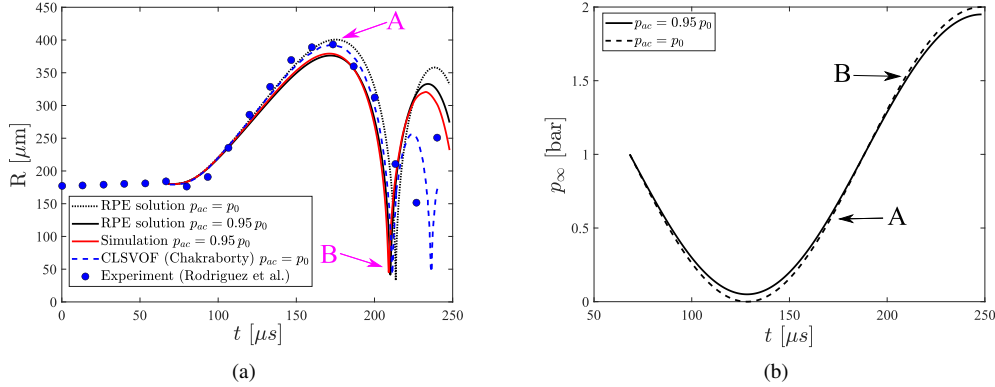 A
B
R [μm]
450
400
350
300
250
200
150
100
50
0
0
50
100
150
200
250
t [μs]
RPE solution p_ac = p_0
RPE solution p_ac = 0.95 p_0
Simulation p_ac = 0.95 p_0
CLSVOF (Chakraborty) p_ac = p_0
Experiment (Rodriguez et al.)
(a)
p_ac = 0.95 p_0
p_ac = p_0
B
A
p_∞ [bar]
2
1.5
1
0.5
0
50
100
150
200
250
t [μs]
(b)